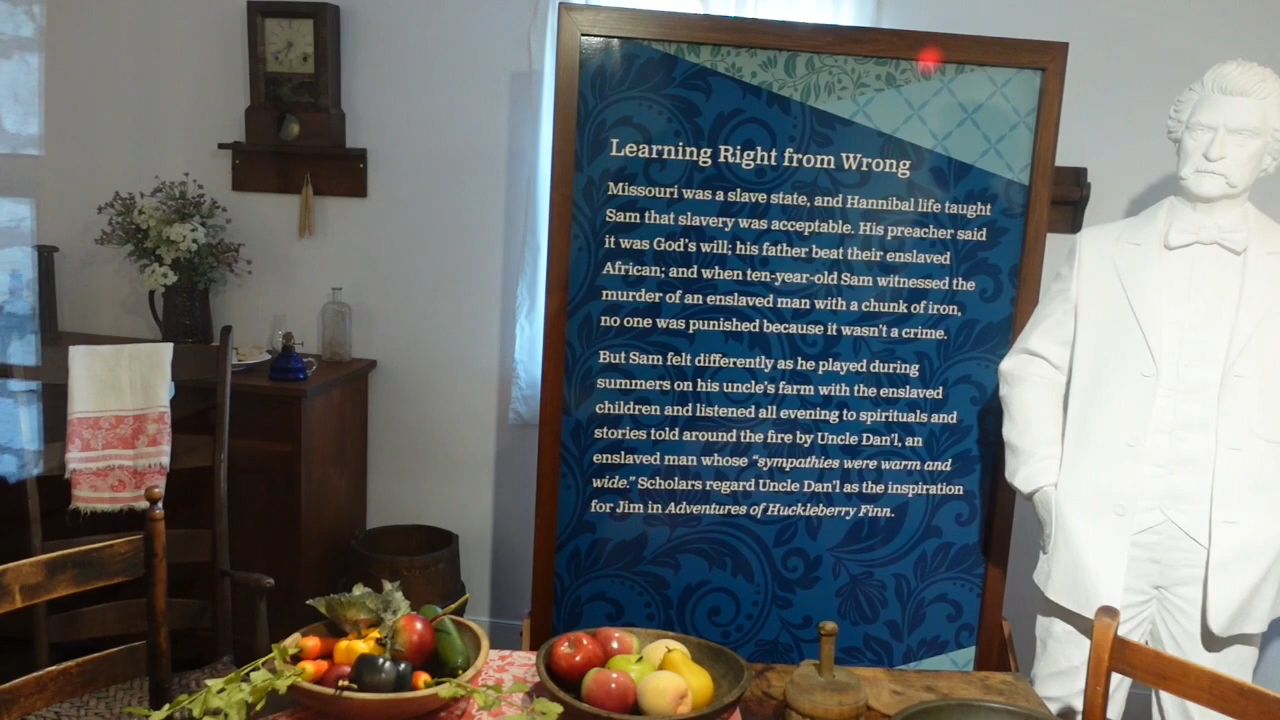 Learning Right from Wrong
Missouri was a slave state, and Hannibal life taught
Sam that slavery was acceptable. His preacher said
it was God's will; his father beat their enslaved
African; and when ten-year-old Sam witnessed the
murder of an enslaved man with a chunk of iron,
no one was punished because it wasn't a crime.
But Sam felt differently as he played during
summers on his uncle's farm with the enslaved
children and listened all evening to spirituals and
stories told around the fire by Uncle Dan'l, an
enslaved man whose "sympathies were warm and
wide." Scholars regard Uncle Dan'l as the inspiration
for Jim in Adventures of Huckleberry Finn.